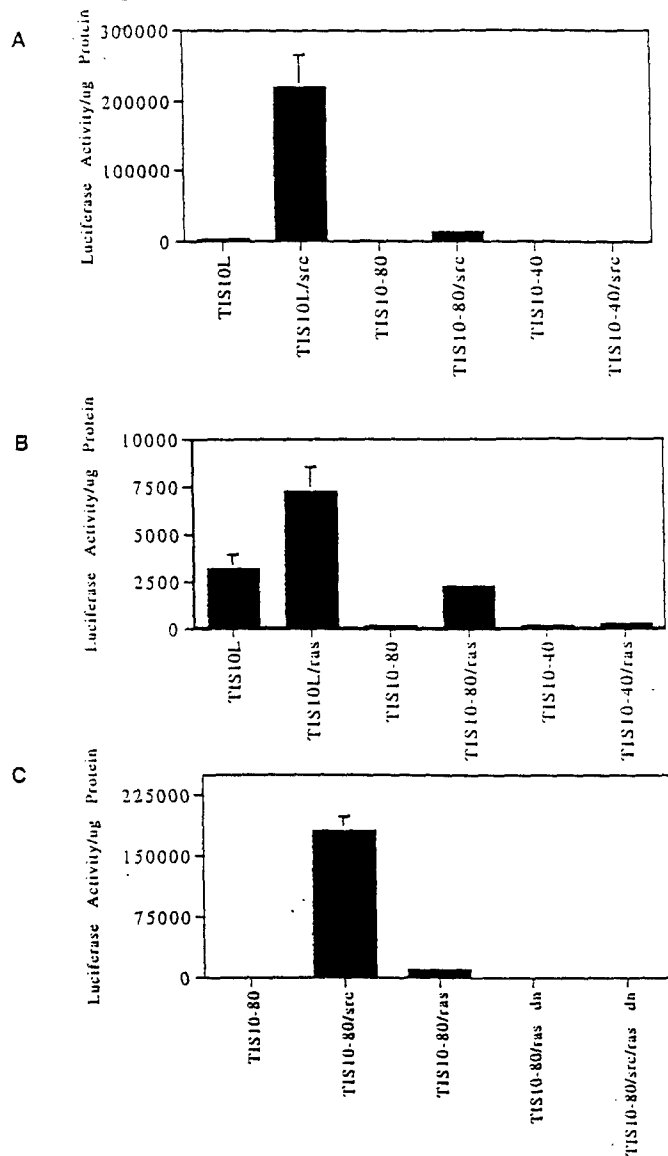 A
Luciferase Activity/ug Protein
300000
200000
100000
0
TIS10L
TIS10L/src
TIS10-80
TIS10-80/src
TIS10-40
TIS10-40/src
B
Luciferase Activity/ug Protein
10000
7500
5000
2500
0
TIS10L
TIS10L/ras
TIS10-80
TIS10-80/ras
TIS10-40
TIS10-40/ras
C
Luciferase Activity/ug Protein
225000
150000
75000
0
TIS10-80
TIS10-80/src
TIS10-80/ras
TIS10-80/ras dn
TIS10-80/src/ras dn